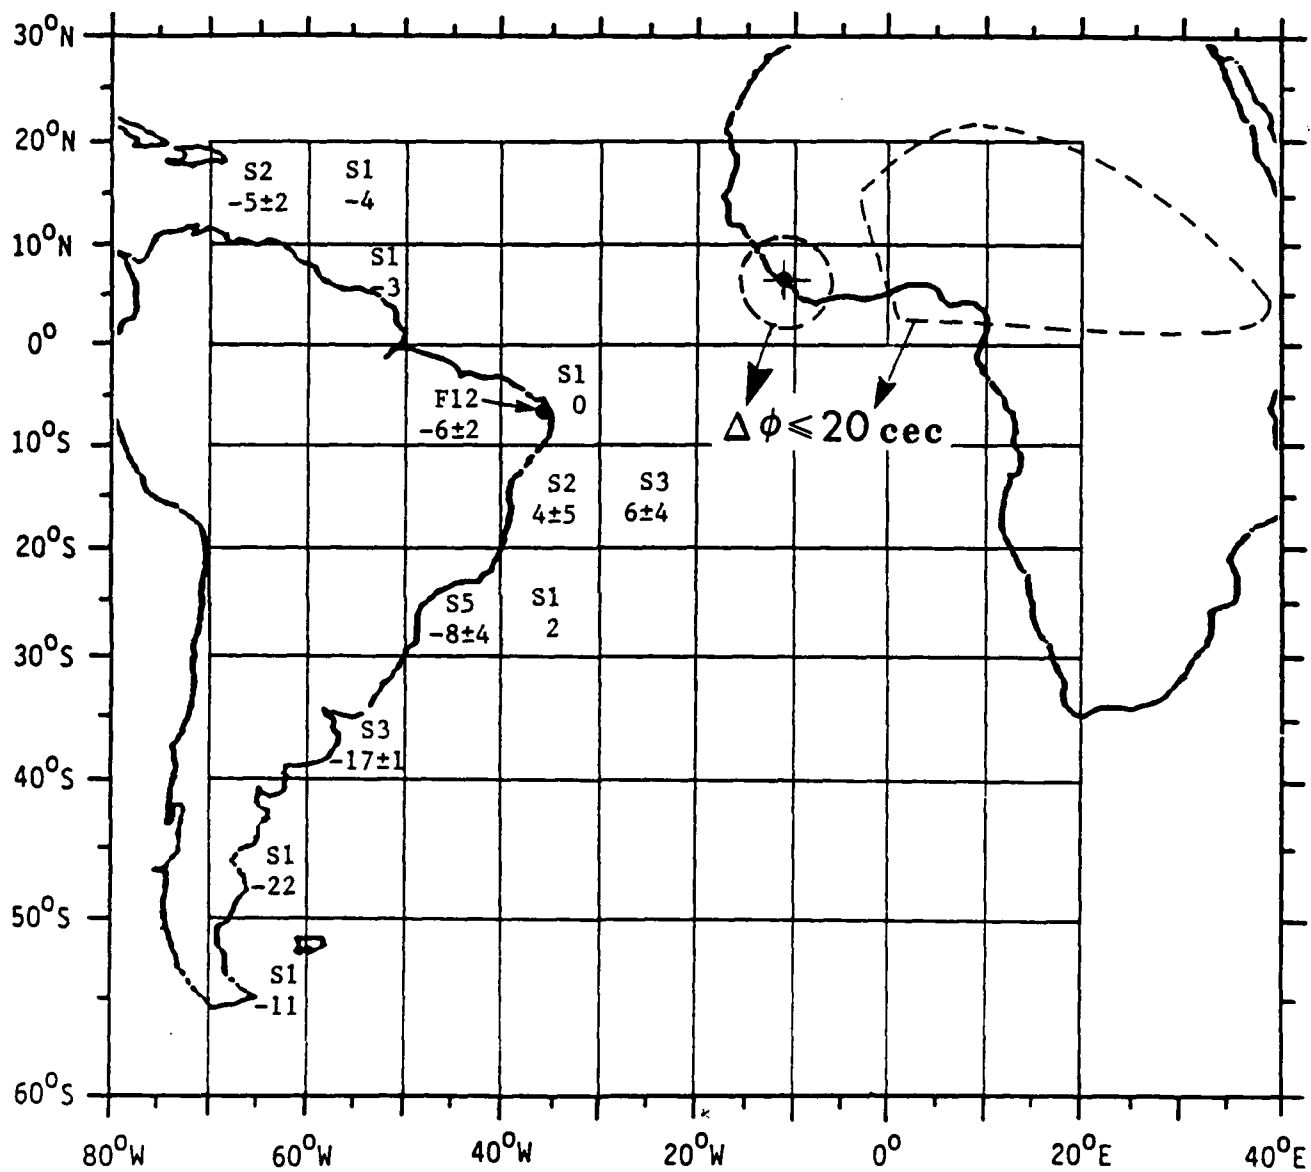 30°N
20°N
S2 S1
-5±2 -4
10°N
S1
-3
0°
S1
F12 0
-6±2
Δ φ ≤ 20 cec
10°S
S2 S3
4±5 6±4
20°S
S5 S1
-8±4 2
30°S
S3
-17±1
40°S
S1
-22
50°S
S1
-11
60°S
80°W 60°W 40°W 20°W 0° 20°E 40°E